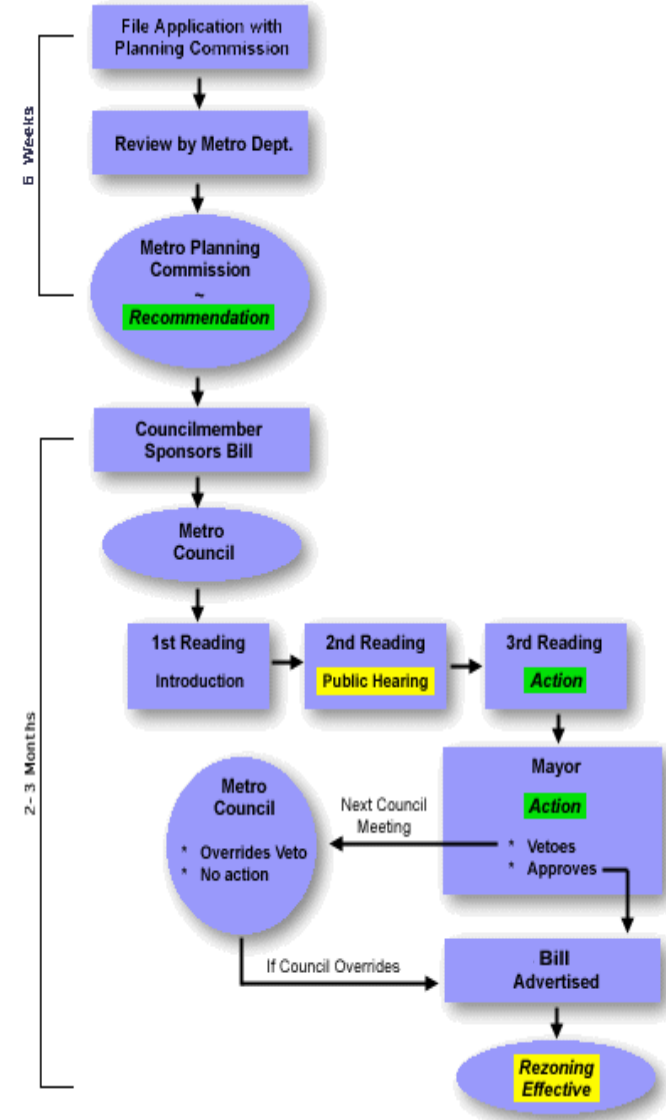 File Application with
Planning Commission
6 Weeks
Review by Metro Dept.
Metro Planning
Commission
~
Recommendation
Councilmember
Sponsors Bill
Metro
Council
2-3 Months
1st Reading
Introduction
2nd Reading
Public Hearing
3rd Reading
Action
Mayor
Action
* Vetoes
* Approves
Next Council
Meeting
Metro
Council
* Overrides Veto
* No action
If Council Overrides
Bill
Advertised
Rezoning
Effective